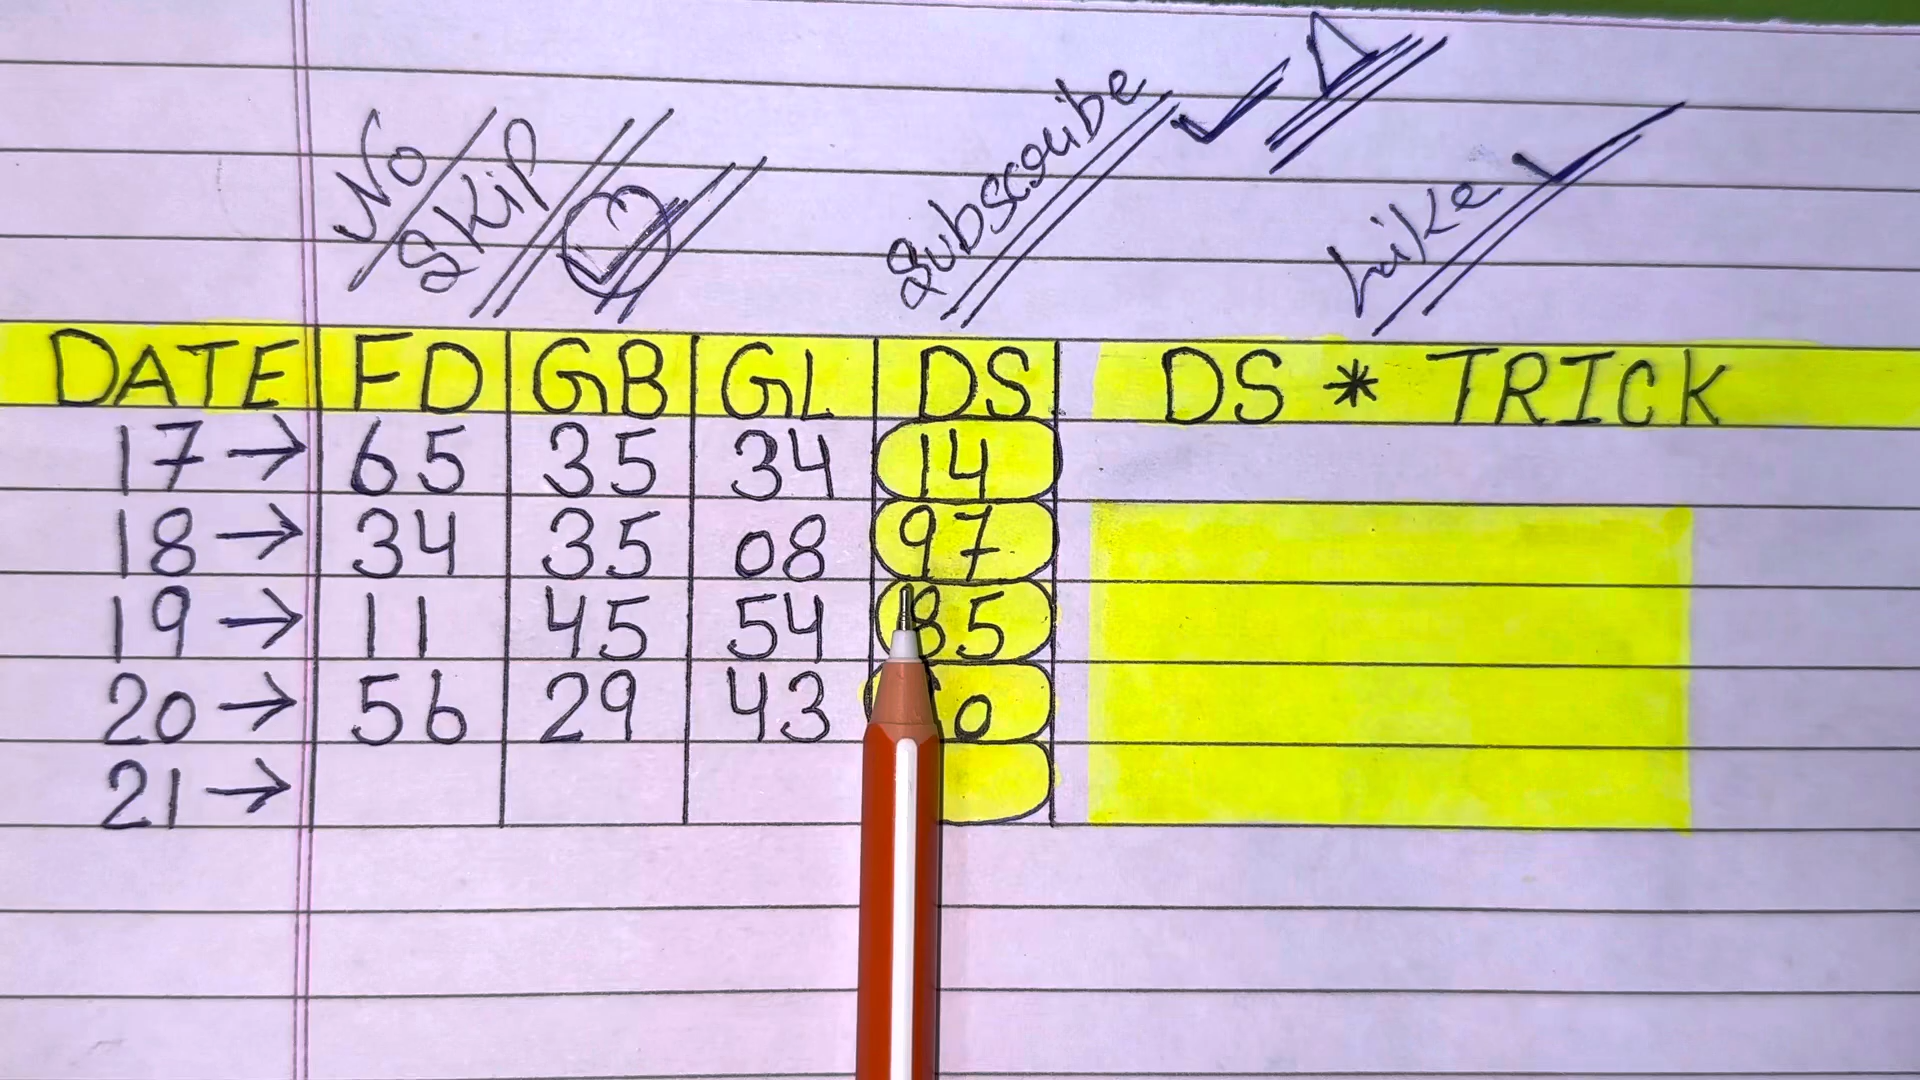 No
Skip
Subscribe
Like
DATE FD GB GL DS DS * TRICK
17 → 65 35 34 14
18 → 34 35 08 97
19 → 11 45 54 85
20 → 56 29 43
21 →